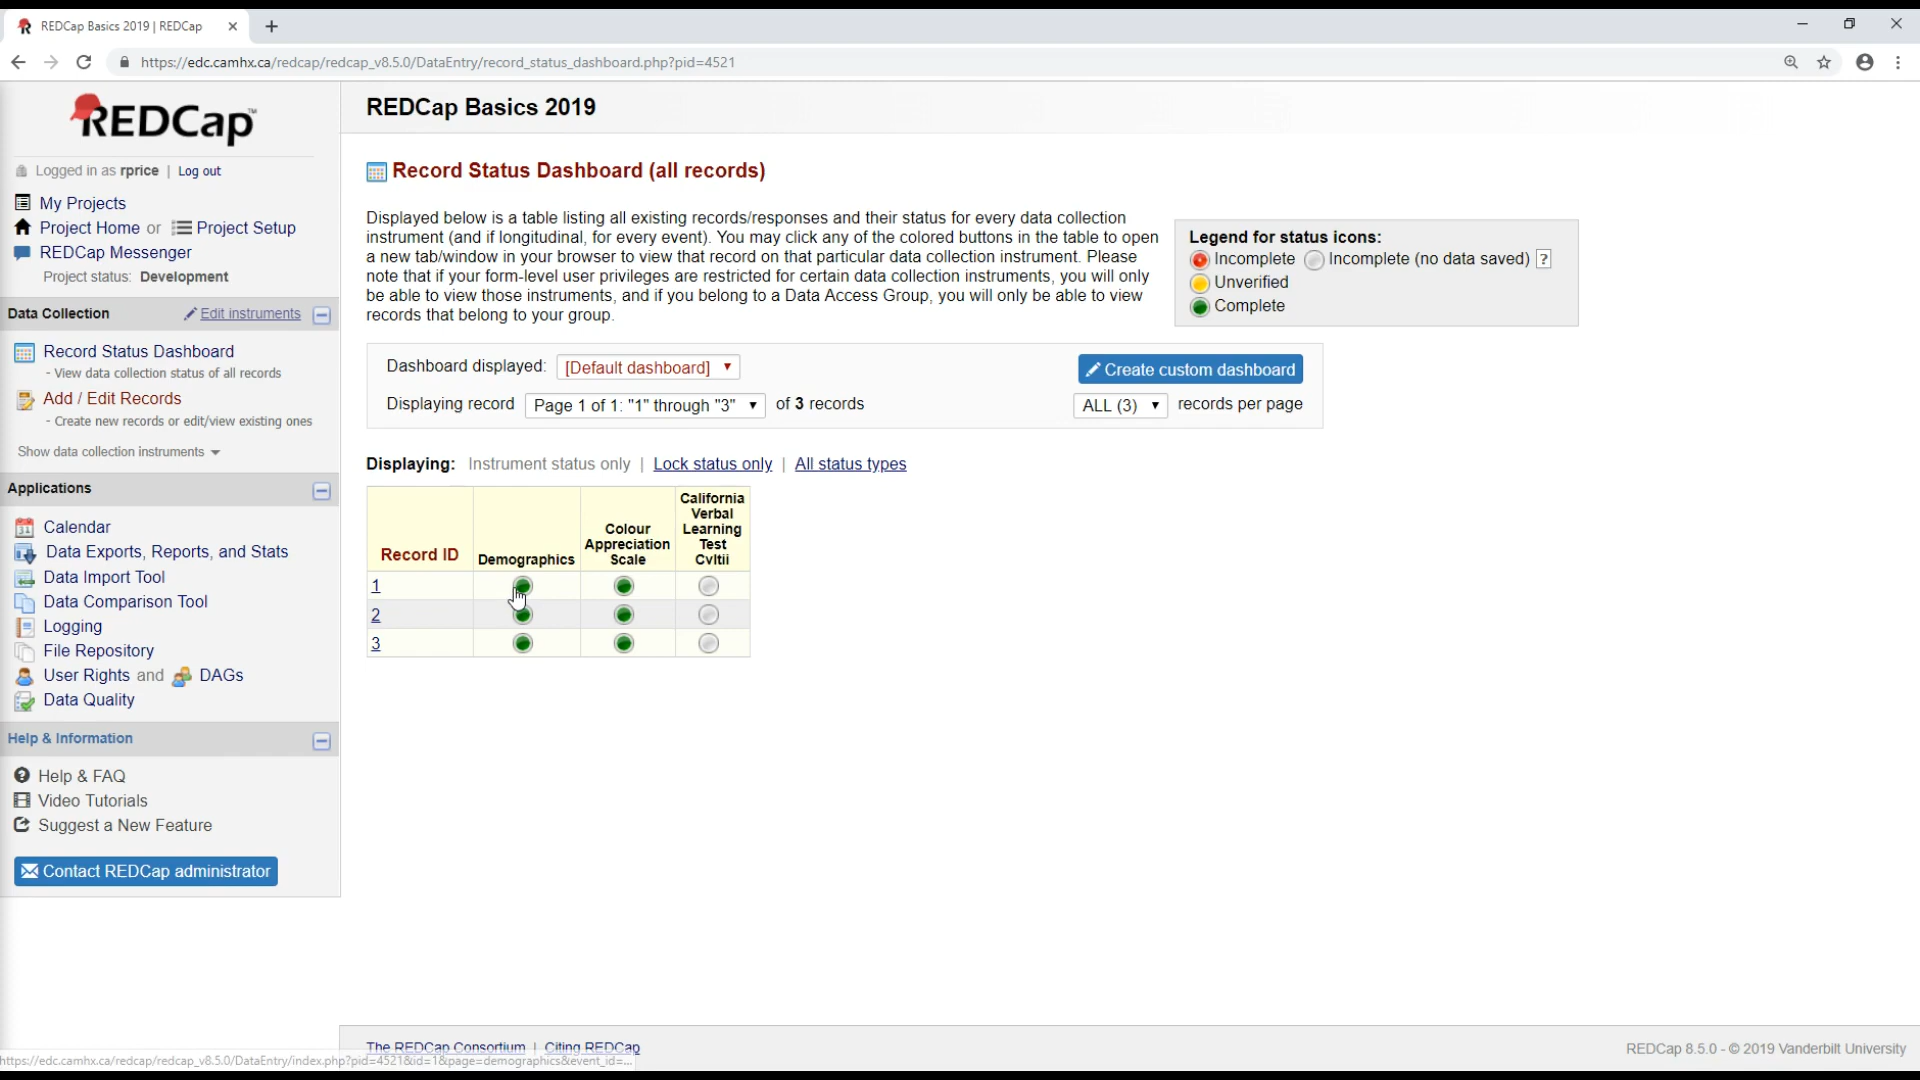 REDCap Basics 2019 | REDCap
https://edc.camhx.ca/redcap/redcap_v8.5.0/DataEntry/record_status_dashboard.php?pid=4521
REDCap™
Logged in as rprice | Log out
My Projects
Project Home or Project Setup
REDCap Messenger
Project status: Development
Data Collection Edit instruments
Record Status Dashboard
- View data collection status of all records
Add / Edit Records
- Create new records or edit/view existing ones
Show data collection instruments
Applications
Calendar
Data Exports, Reports, and Stats
Data Import Tool
Data Comparison Tool
Logging
File Repository
User Rights and DAGs
Data Quality
Help & Information
Help & FAQ
Video Tutorials
Suggest a New Feature
Contact REDCap administrator
REDCap Basics 2019
Record Status Dashboard (all records)
Displayed below is a table listing all existing records/responses and their status for every data collection
instrument (and if longitudinal, for every event). You may click any of the colored buttons in the table to open
a new tab/window in your browser to view that record on that particular data collection instrument. Please
note that if your form-level user privileges are restricted for certain data collection instruments, you will only
be able to view those instruments, and if you belong to a Data Access Group, you will only be able to view
records that belong to your group.
Legend for status icons:
Incomplete Incomplete (no data saved) ?
Unverified
Complete
Dashboard displayed: [Default dashboard] Create custom dashboard
Displaying record Page 1 of 1: "1" through "3" of 3 records ALL (3) records per page
Displaying: Instrument status only | Lock status only | All status types
Record ID
Demographics
Colour
Appreciation
Scale
California
Verbal
Learning
Test
Cvltii
1
2
3
The REDCap Consortium | Citing REDCap
REDCap 8.5.0 - © 2019 Vanderbilt University
https://edc.camhx.ca/redcap/redcap_v8.5.0/DataEntry/index.php?pid=4521&id=1&page=demographics&event_id=...